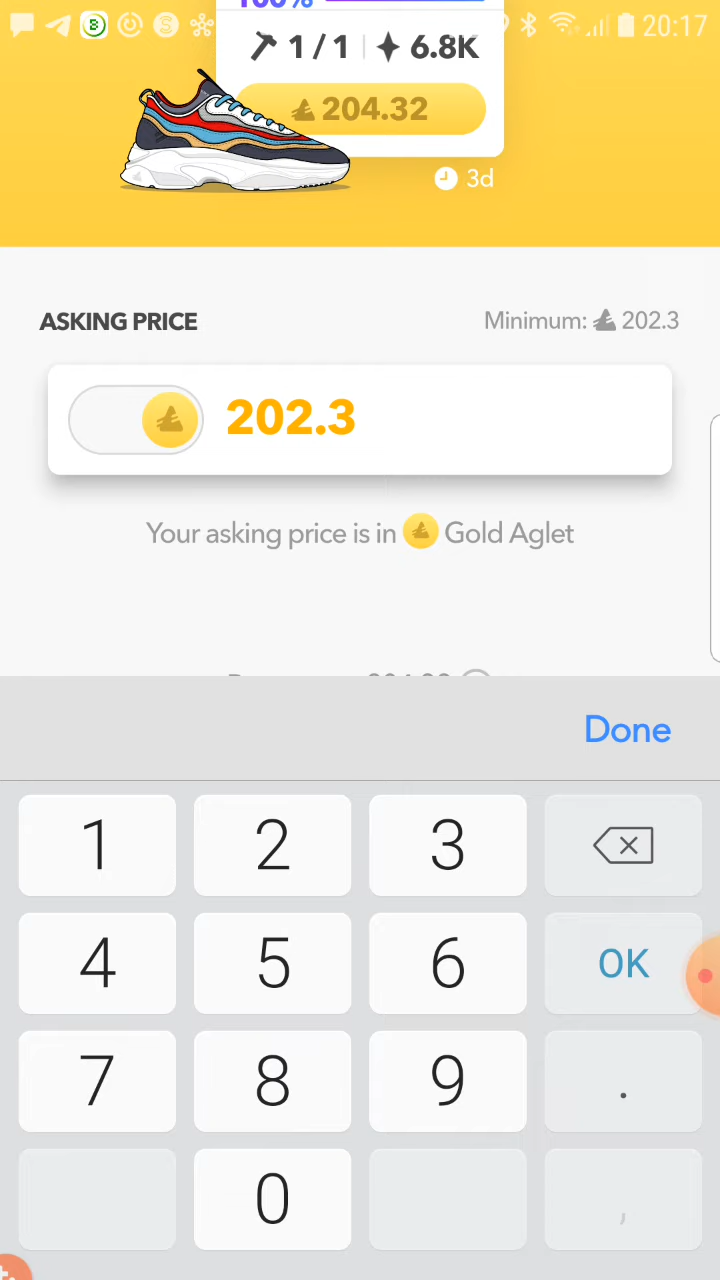 100%
1 / 1 6.8K
20:17
204.32
3d
ASKING PRICE
Minimum: 202.3
202.3
Your asking price is in Gold Aglet
Done
1 2 3
4 5 6 OK
7 8 9 .
0 ,